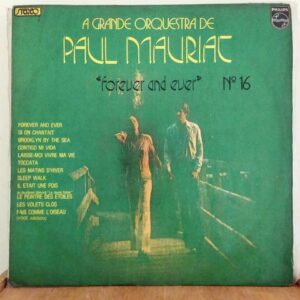 stereo
PHILIPS
A GRANDE ORQUESTRA DE
PAUL MAURIAT
"forever and ever" Nº 16
FOREVER AND EVER
SI ON CHANTAIT
BROOKLYN BY THE SEA
CONTIGO MI VIDA
LAISSE-MOI VIVRE MA VIE
TOCCATA
LES MATINS D'HIVER
SLEEP WALK
IL ETAIT UNE FOIS
LE PEINTRE DES ETOILES
LES VOLETS CLOS
FAIS COMME L'OISEAU